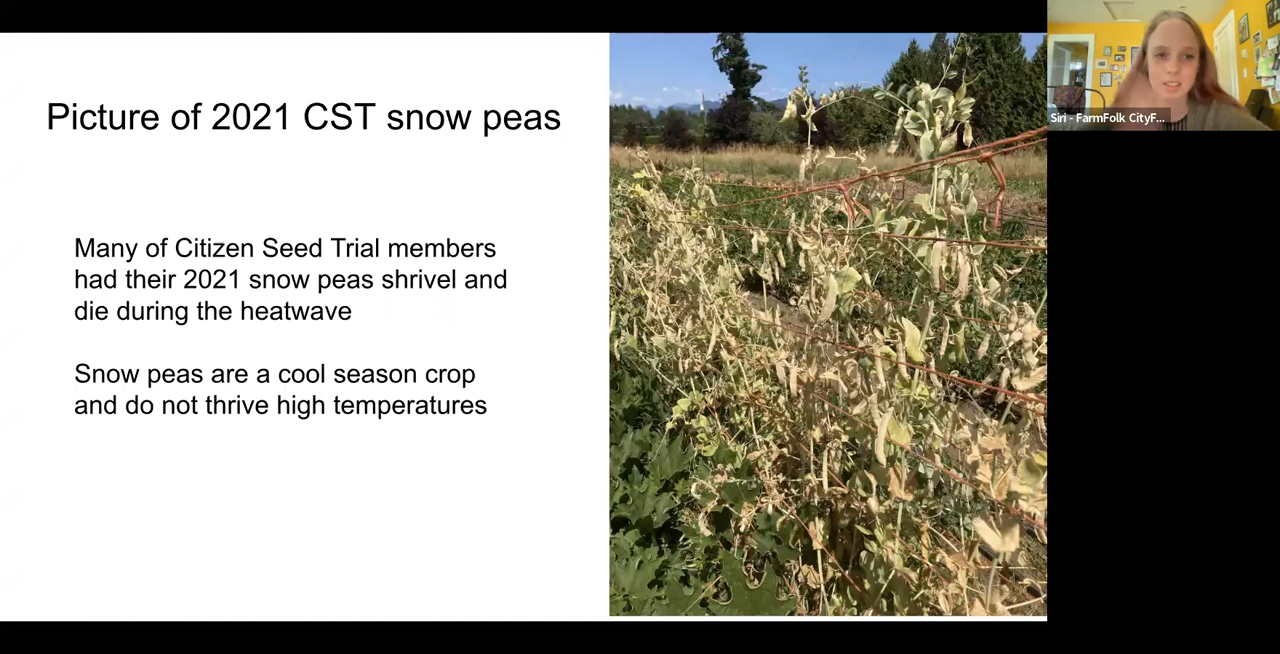 Picture of 2021 CST snow peas
Siri - FarmFolk CityF...
Many of Citizen Seed Trial members
had their 2021 snow peas shrivel and
die during the heatwave
Snow peas are a cool season crop
and do not thrive high temperatures